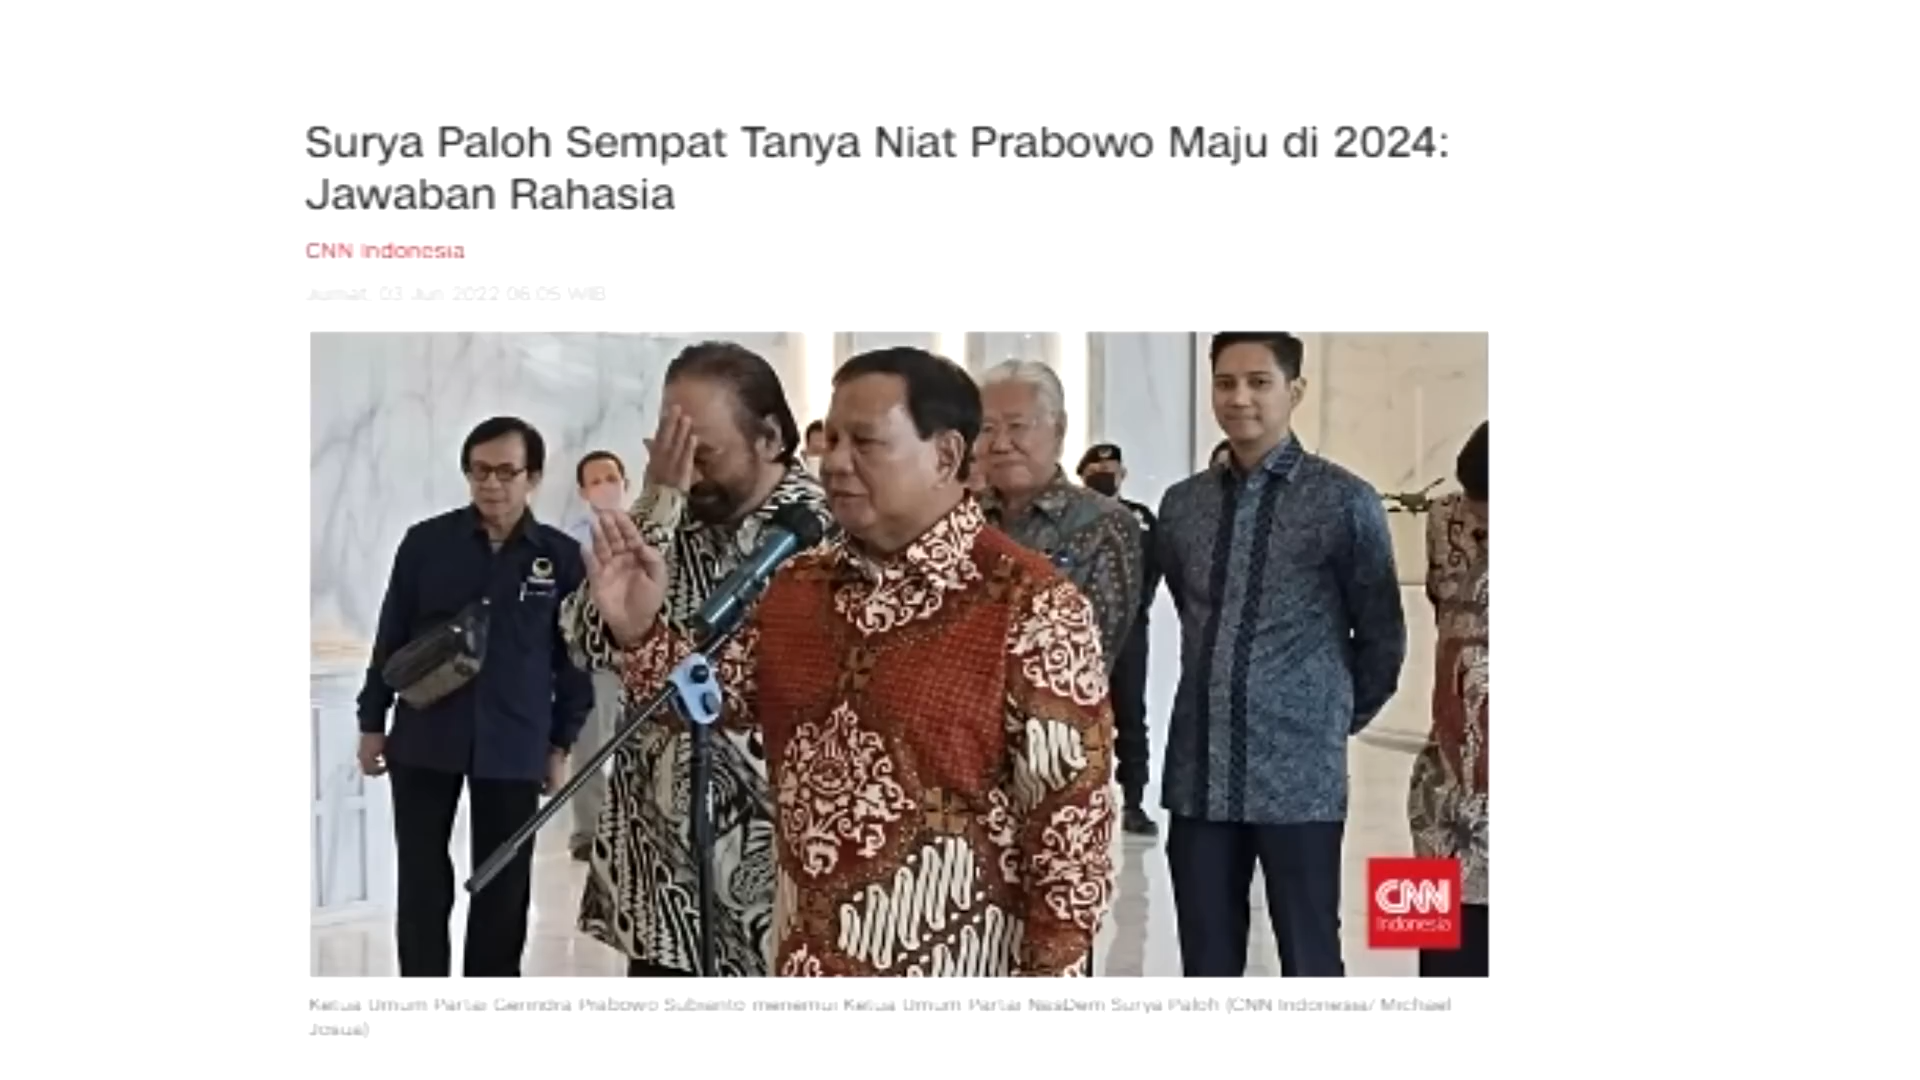 Surya Paloh Sempat Tanya Niat Prabowo Maju di 2024:
Jawaban Rahasia
CNN Indonesia
Jumat, 03 Jun 2022 06:05 WIB
CNN
Indonesia
Ketua Umum Partai Gerindra Prabowo Subianto menemui Ketua Umum Partai NasDem Surya Paloh (CNN Indonesia/ Michael
Josua)